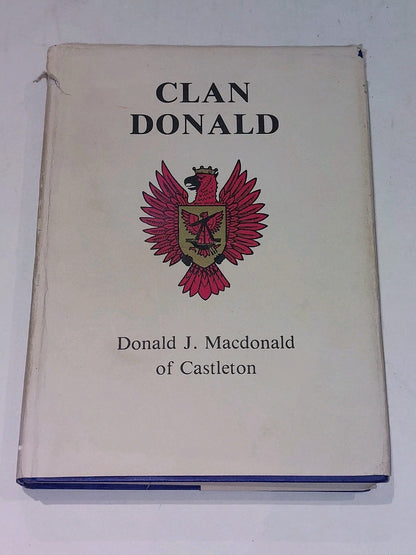 CLAN
DONALD
Donald J. Macdonald
of Castleton